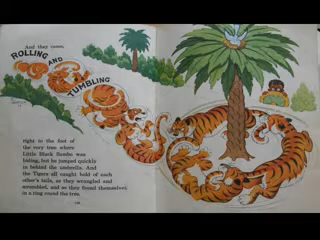 And they came,
ROLLING
AND
TUMBLING
right to the foot of
the very tree where
Little Black Sambo was
hiding, but he jumped quickly
in behind the umbrella. And
the Tigers all caught hold of each
other's tails, as they wrangled and
scrambled, and so they found themselves
in a ring round the tree.